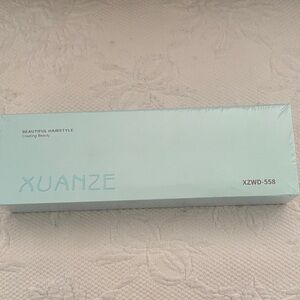 BEAUTIFUL HAIRSTYLE
Creating Beauty
XUANZE
XZWD-558